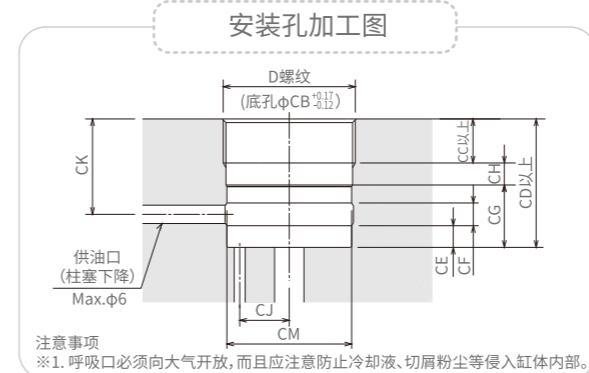 安装孔加工图
D螺纹
(底孔φCB +0.17 -0.12)
CK
CC以上
CH
CD以上
CG
CE
CF
供油口
(柱塞下降)
Max.φ6
CJ
CM
注意事项
※1. 呼吸口必须向大气开放,而且应注意防止冷却液、切屑粉尘等侵入缸体内部。